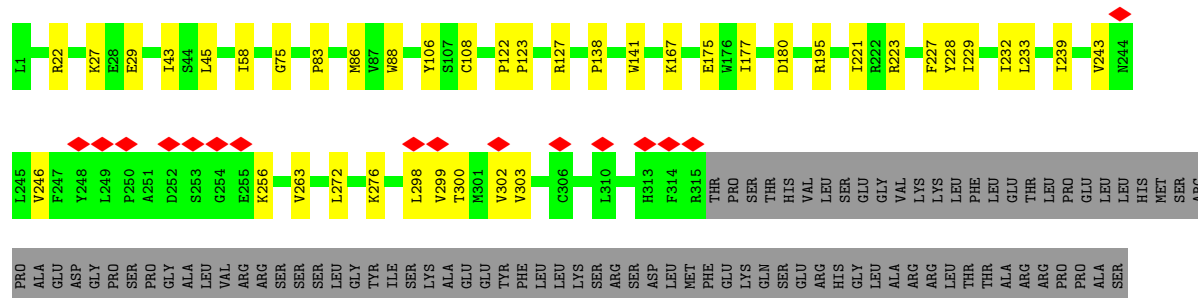 L1 R22 K27 E28 E29 I43 S44 L45 I58 G75 P83 M86 V87 W88 Y106 S107 C108 P122 P123 R127 P138 W141 K167 E175 W176 I177 D180 R195 I221 R222 R223 F227 Y228 I229 I232 L233 I239 V243 N244
L245 V246 F247 Y248 L249 P250 A251 D252 S253 G254 E255 K256 V263 L272 K276 L298 V299 T300 M301 V302 V303 C306 L310 H313 F314 R315 THR PRO SER THR HIS VAL LEU SER GLU GLY VAL LYS LYS LEU PHE LEU GLU THR LEU PRO GLU LEU LEU HIS MET SER ARG
PRO ALA GLU ASP GLY PRO SER PRO GLY ALA LEU VAL ARG ARG SER SER SER LEU GLY TYR ILE SER LYS ALA GLU GLU TYR PHE LEU LEU LYS SER ARG SER ASP LEU MET PHE GLU LYS GLN SER GLU ARG HIS GLY LEU ALA ARG ARG LEU THR THR ALA ARG ARG PRO PRO ALA SER